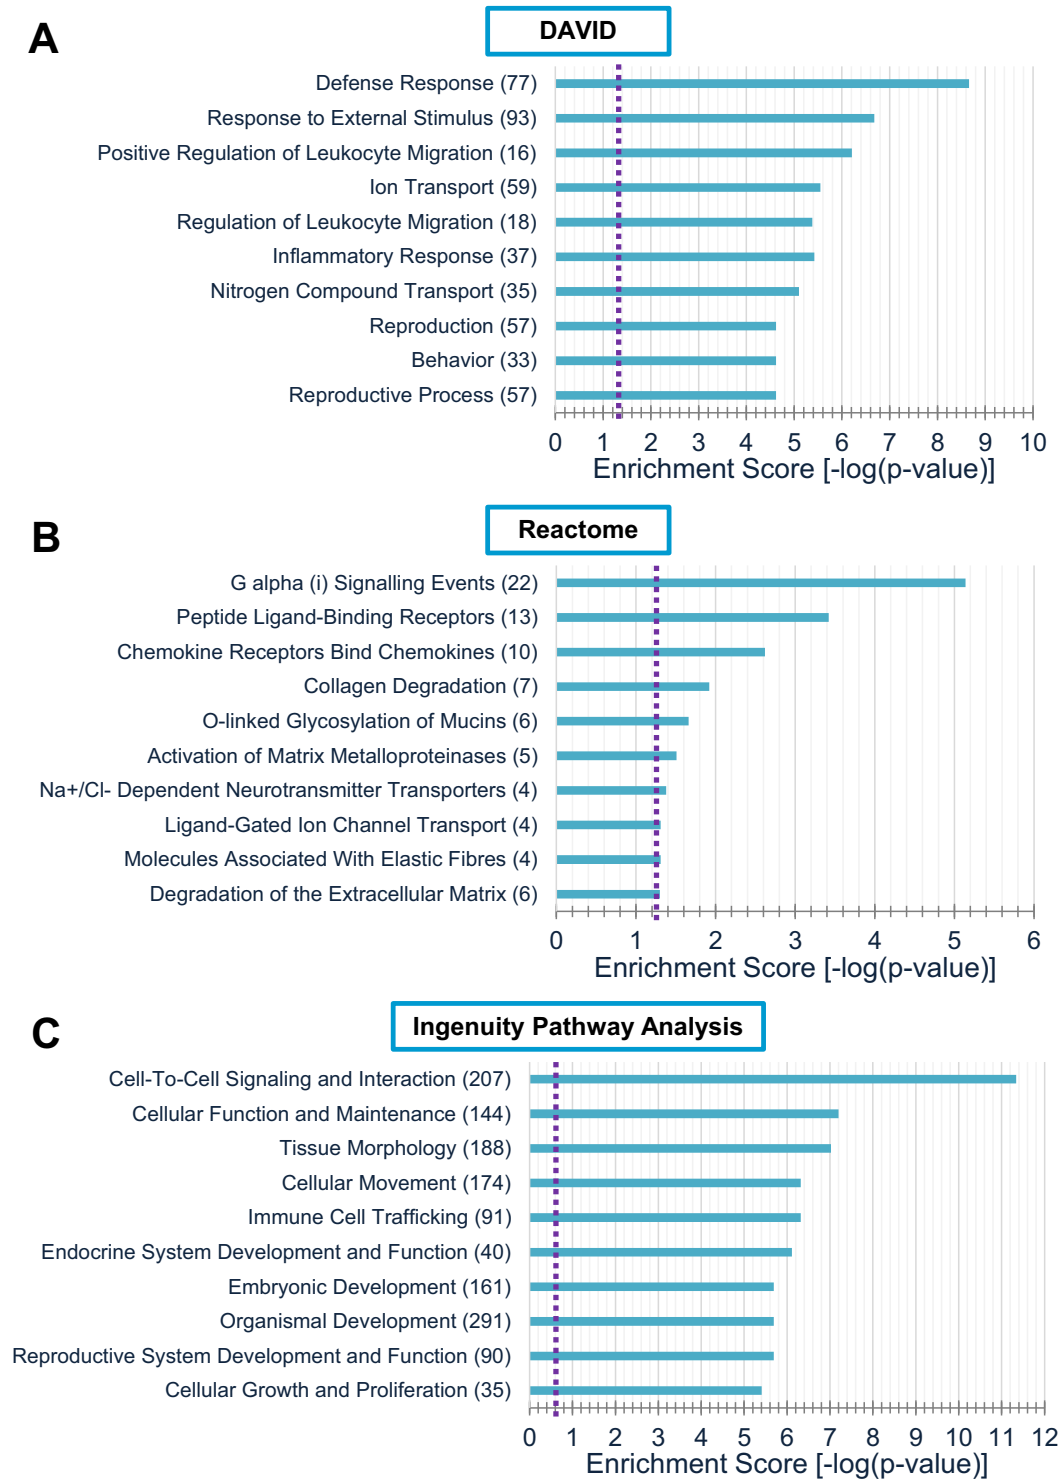 A
DAVID
Defense Response (77)
Response to External Stimulus (93)
Positive Regulation of Leukocyte Migration (16)
Ion Transport (59)
Regulation of Leukocyte Migration (18)
Inflammatory Response (37)
Nitrogen Compound Transport (35)
Reproduction (57)
Behavior (33)
Reproductive Process (57)
0 1 2 3 4 5 6 7 8 9 10
Enrichment Score [-log(p-value)]
B
Reactome
G alpha (i) Signalling Events (22)
Peptide Ligand-Binding Receptors (13)
Chemokine Receptors Bind Chemokines (10)
Collagen Degradation (7)
O-linked Glycosylation of Mucins (6)
Activation of Matrix Metalloproteinases (5)
Na+/Cl- Dependent Neurotransmitter Transporters (4)
Ligand-Gated Ion Channel Transport (4)
Molecules Associated With Elastic Fibres (4)
Degradation of the Extracellular Matrix (6)
0 1 2 3 4 5 6
Enrichment Score [-log(p-value)]
C
Ingenuity Pathway Analysis
Cell-To-Cell Signaling and Interaction (207)
Cellular Function and Maintenance (144)
Tissue Morphology (188)
Cellular Movement (174)
Immune Cell Trafficking (91)
Endocrine System Development and Function (40)
Embryonic Development (161)
Organismal Development (291)
Reproductive System Development and Function (90)
Cellular Growth and Proliferation (35)
0 1 2 3 4 5 6 7 8 9 10 11 12
Enrichment Score [-log(p-value)]